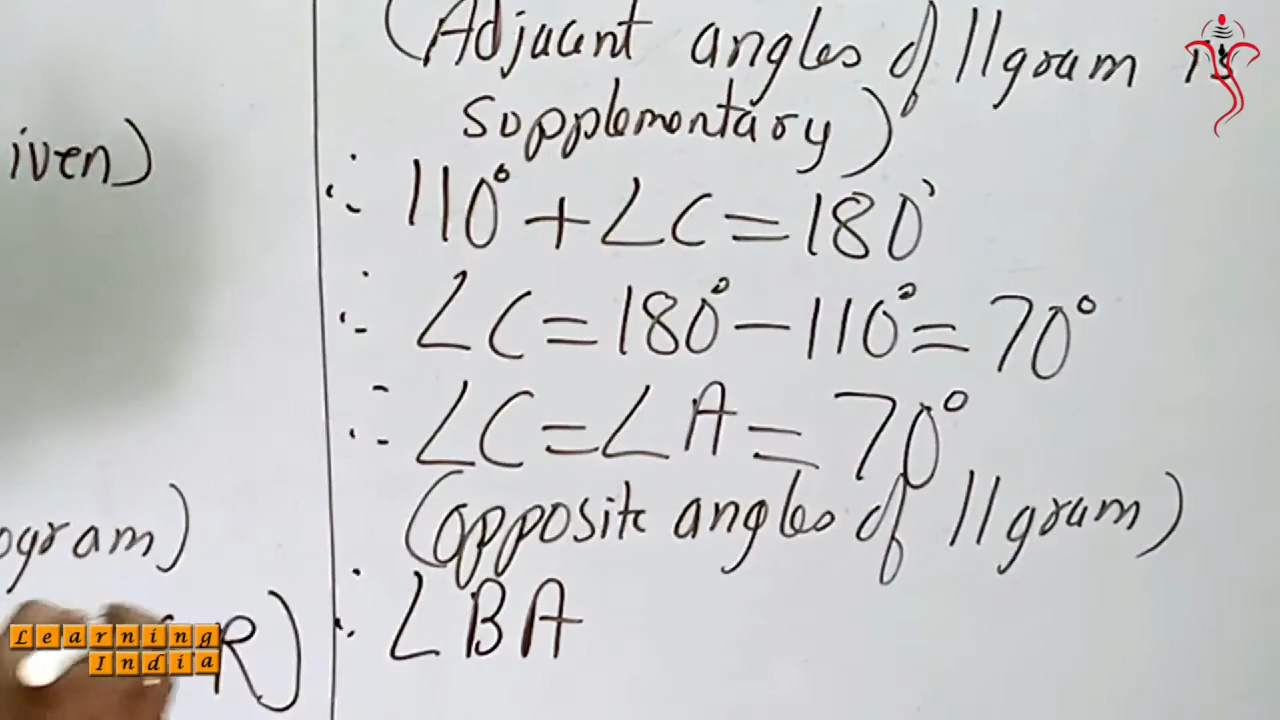 (Adjacent angles of ||gram is
supplementary)
iven)
∴ 110° + ∠C = 180°
∴ ∠C = 180° - 110° = 70°
∴ ∠C = ∠A = 70°
(opposite angles of ||gram)
ogram)
∴ ∠BA
R)
Learning
India